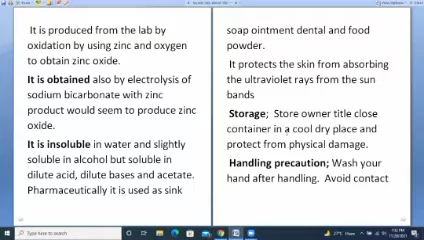 It is produced from the lab by
oxidation by using zinc and oxygen
to obtain zinc oxide.
It is obtained also by electrolysis of
sodium bicarbonate with zinc
product would seem to produce zinc
oxide.
It is insoluble in water and slightly
soluble in alcohol but soluble in
dilute acid, dilute bases and acetate.
Pharmaceutically it is used as sink
soap ointment dental and food
powder.
It protects the skin from absorbing
the ultraviolet rays from the sun
bands
Storage; Store owner title close
container in a cool dry place and
protect from physical damage.
Handling precaution; Wash your
hand after handling. Avoid contact
Type here to search